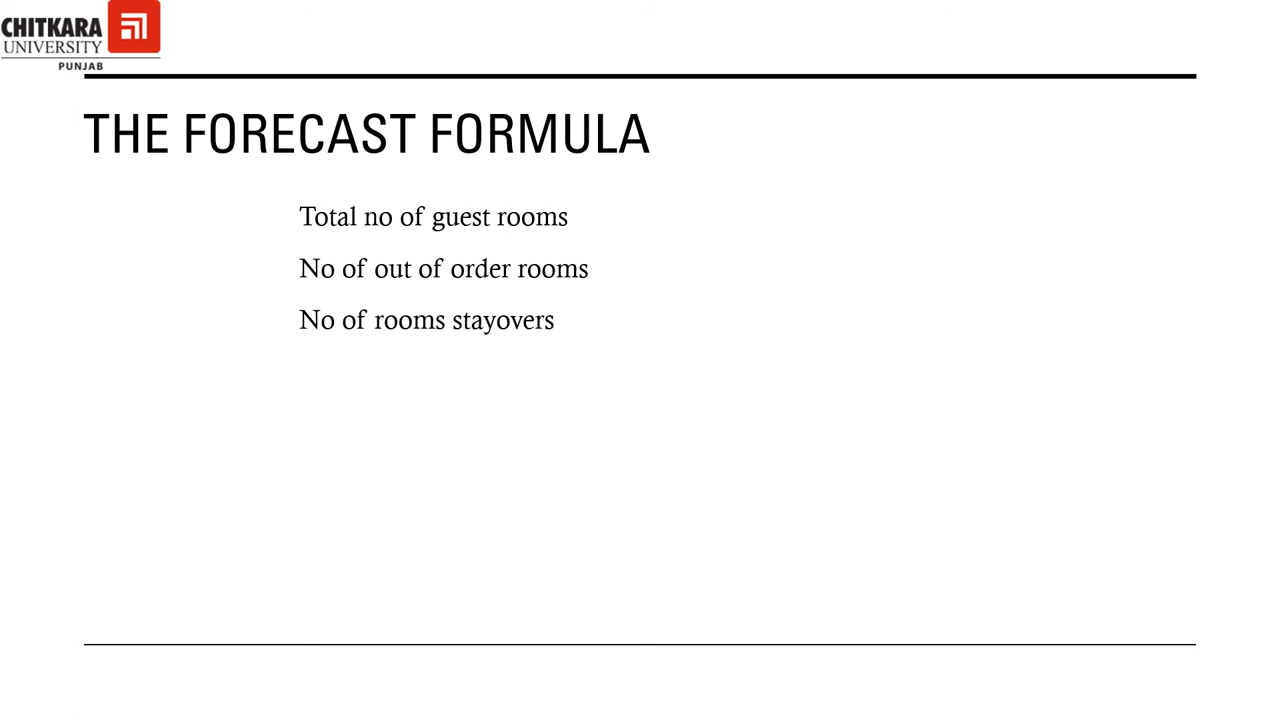 CHITKARA
UNIVERSITY
PUNJAB
THE FORECAST FORMULA
Total no of guest rooms
No of out of order rooms
No of rooms stayovers